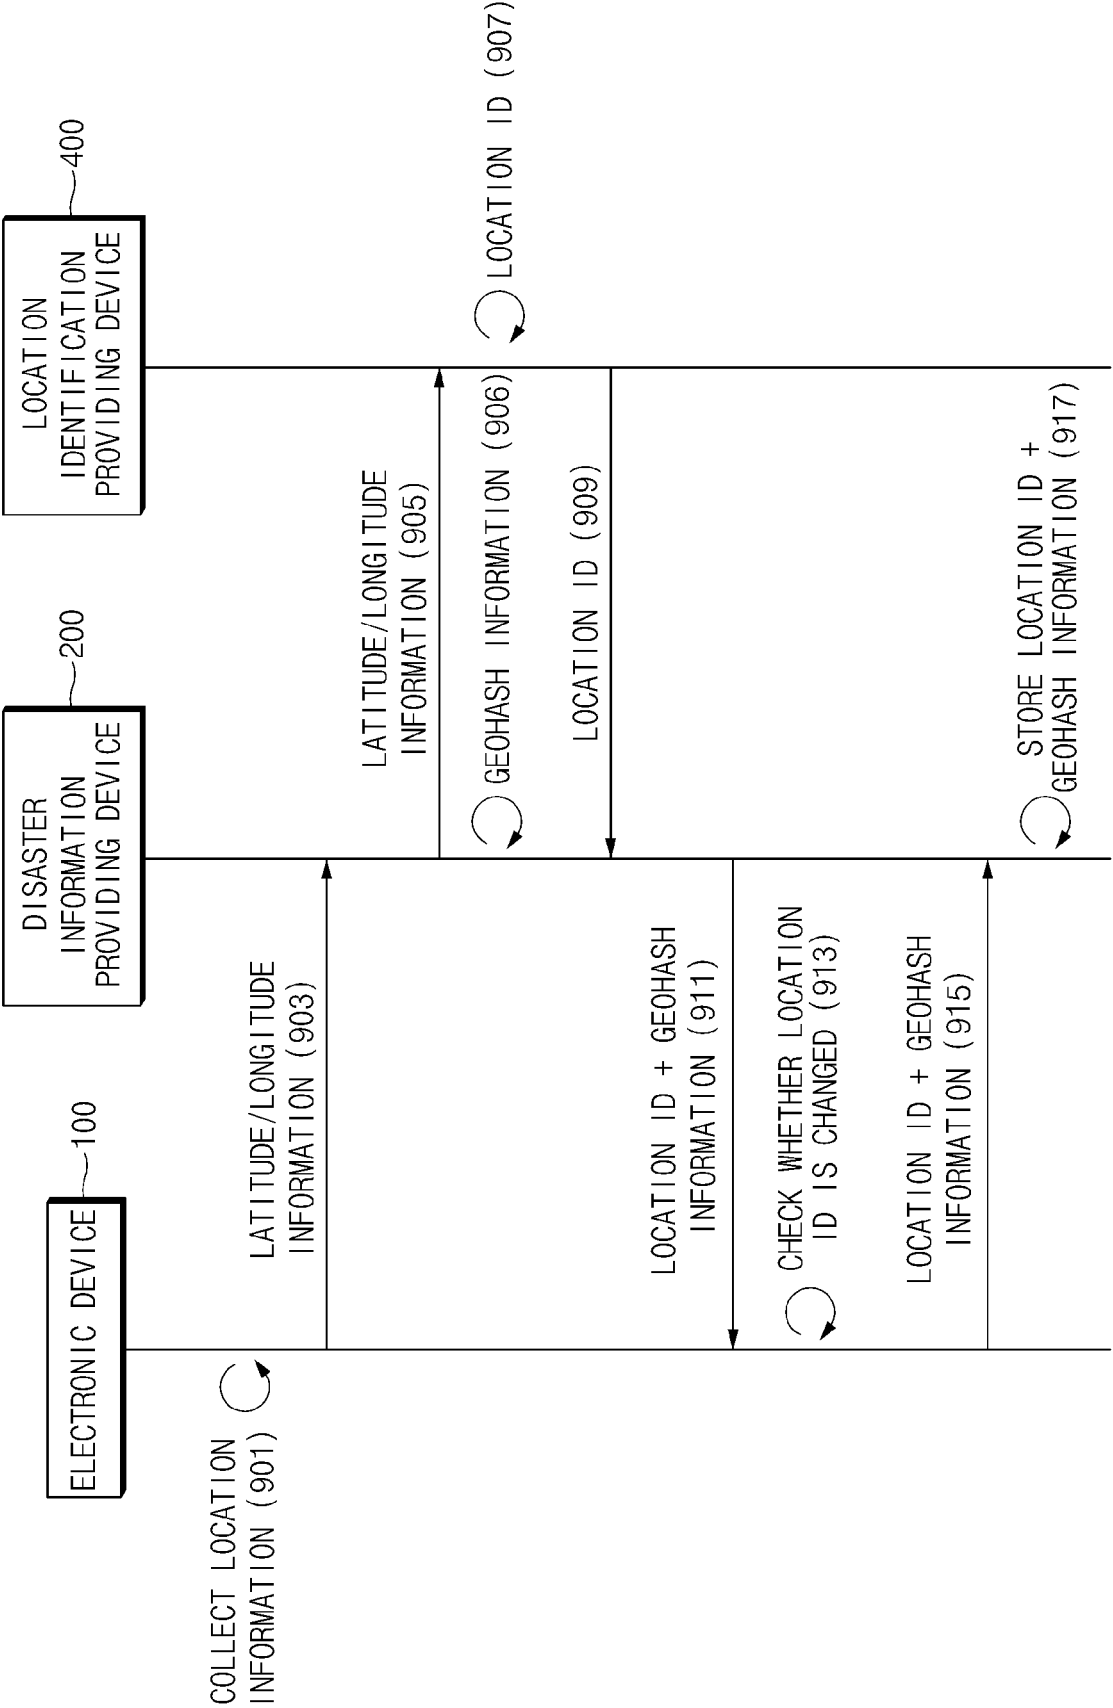 ELECTRONIC DEVICE
100
DISASTER
INFORMATION
PROVIDING DEVICE
200
LOCATION
IDENTIFICATION
PROVIDING DEVICE
400
COLLECT LOCATION
INFORMATION (901)
LATITUDE/LONGITUDE
INFORMATION (903)
LATITUDE/LONGITUDE
INFORMATION (905)
GEOHASH INFORMATION (906)
LOCATION ID (907)
LOCATION ID (909)
LOCATION ID + GEOHASH
INFORMATION (911)
CHECK WHETHER LOCATION
ID IS CHANGED (913)
LOCATION ID + GEOHASH
INFORMATION (915)
STORE LOCATION ID +
GEOHASH INFORMATION (917)